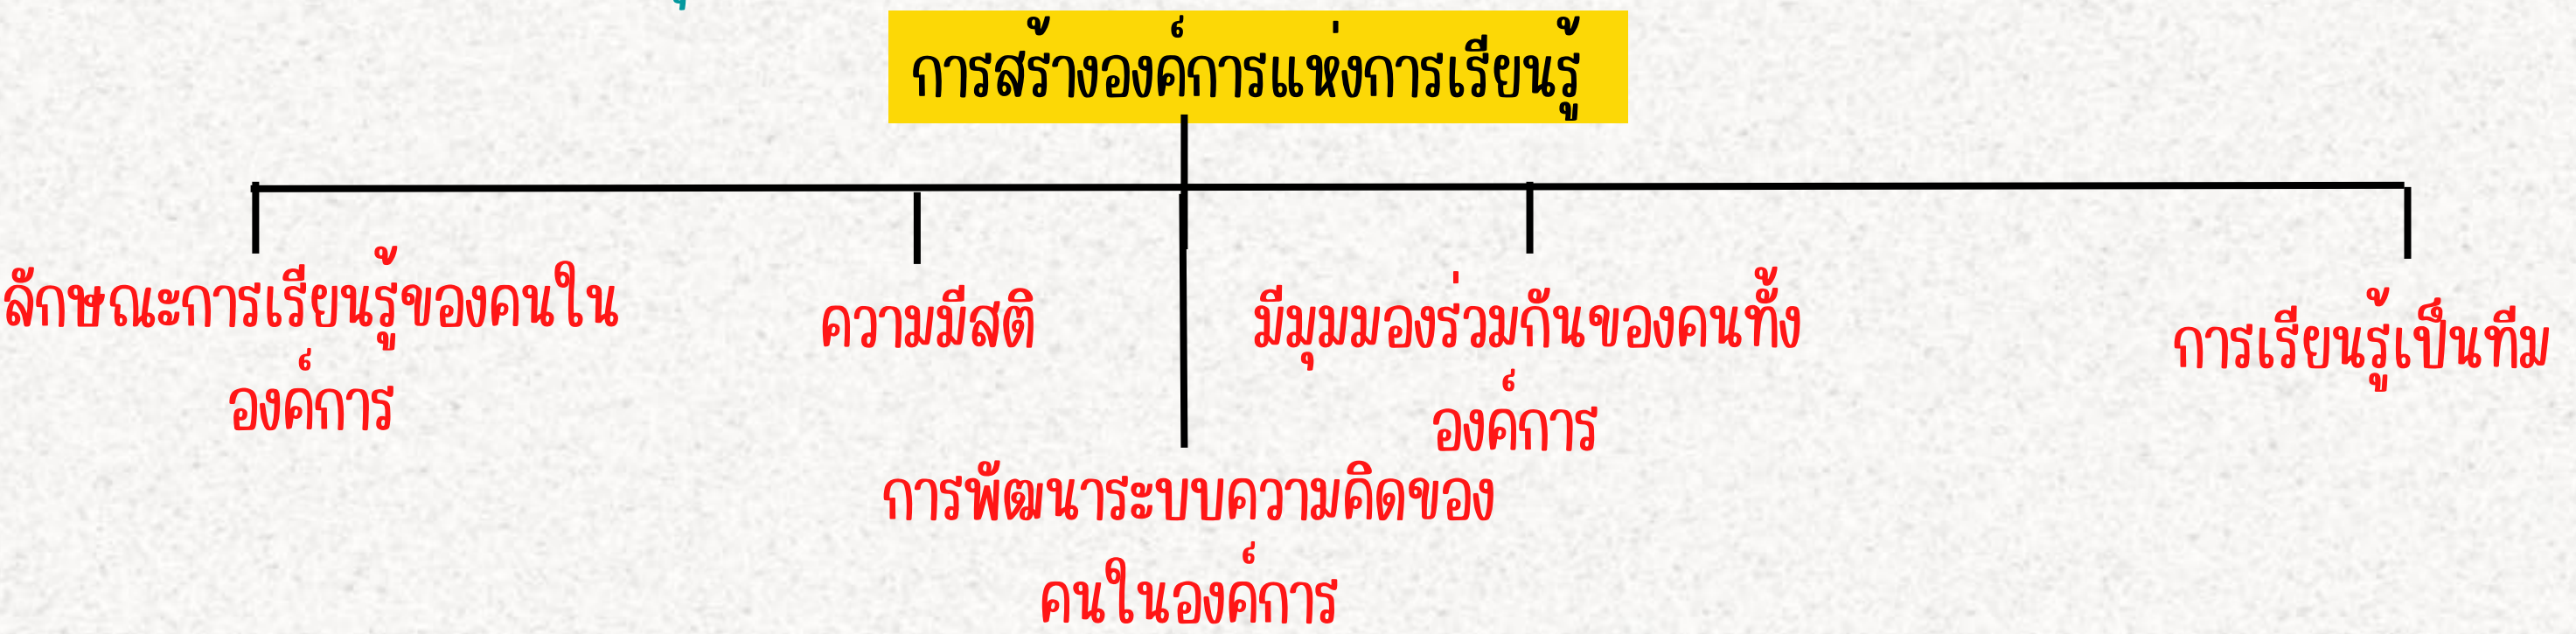 การสร้างองค์การแห่งการเรียนรู้
ลักษณะการเรียนรู้ของคนใน
องค์การ
ความมีสติ
การพัฒนาระบบความคิดของ
คนในองค์การ
มีมุมมองร่วมกันของคนทั้ง
องค์การ
การเรียนรู้เป็นทีม